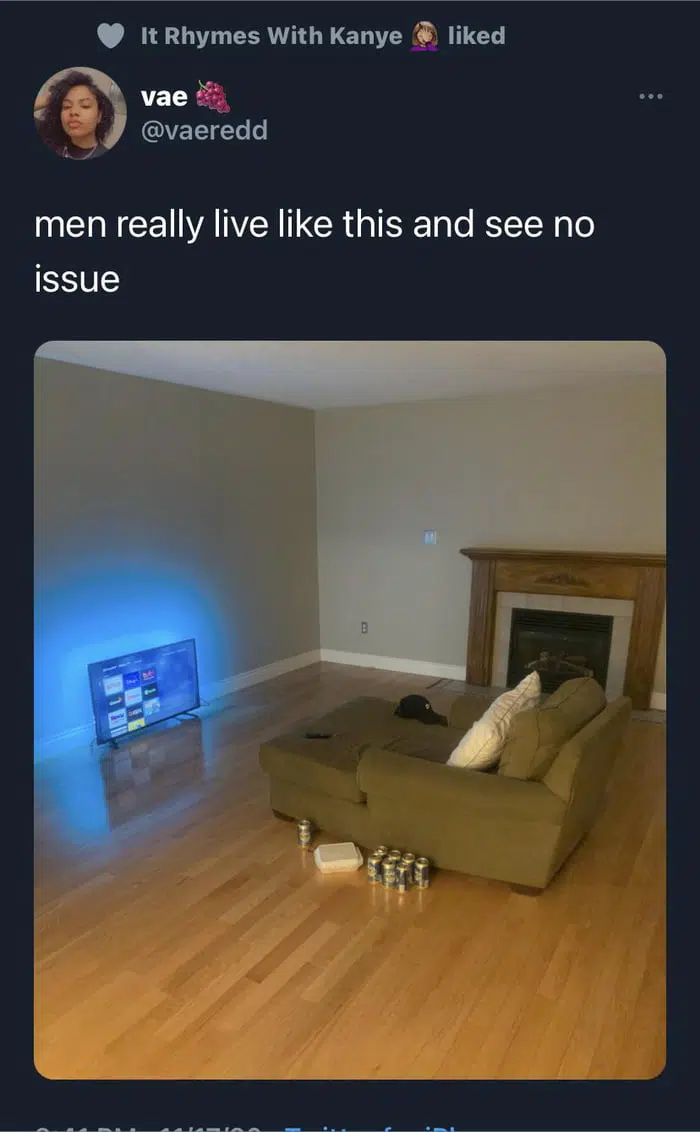 It Rhymes With Kanye 💁🏽‍♀️ liked
vae 🍇
@vaeredd
men really live like this and see no
issue